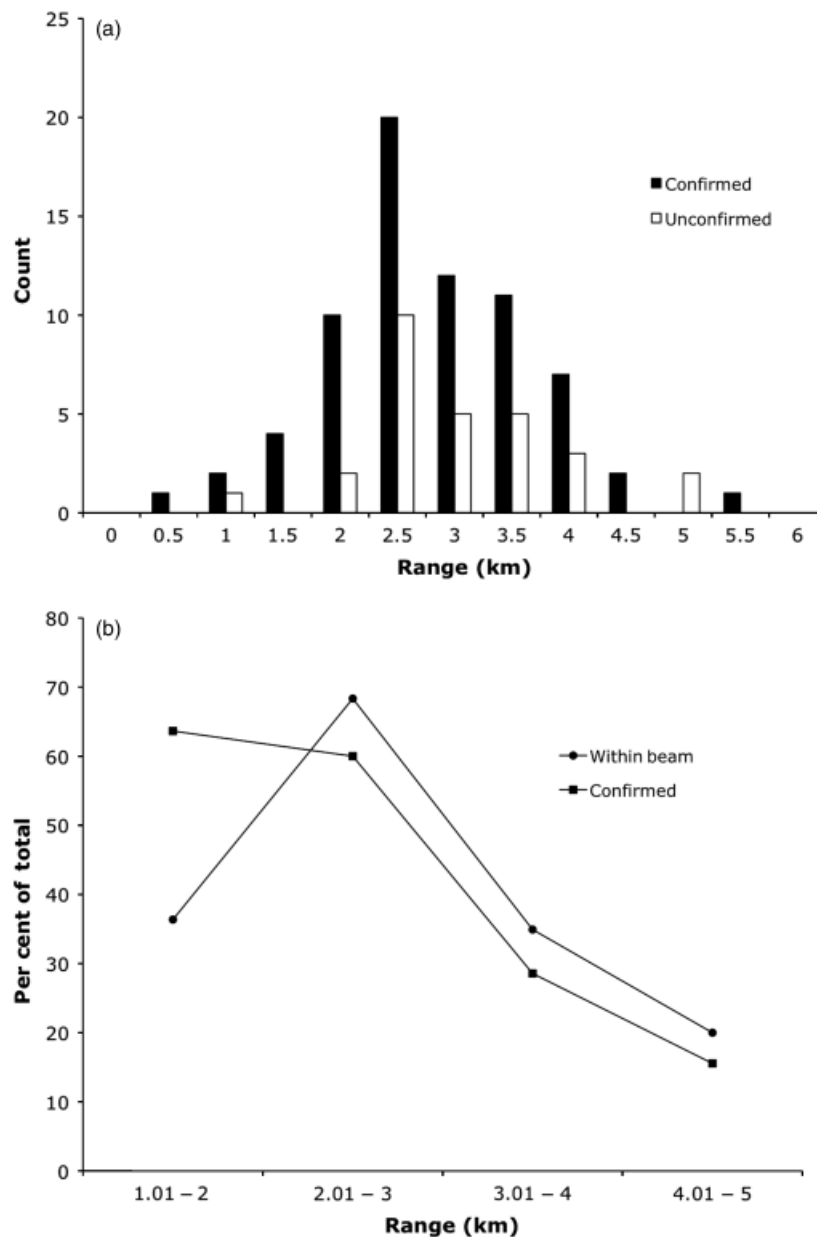 (a)
25
20
15
10
5
0
Count
Confirmed
Unconfirmed
0 0.5 1 1.5 2 2.5 3 3.5 4 4.5 5 5.5 6
Range (km)
(b)
80
70
60
50
40
30
20
10
0
Per cent of total
Within beam
Confirmed
1.01 – 2 2.01 – 3 3.01 – 4 4.01 – 5
Range (km)